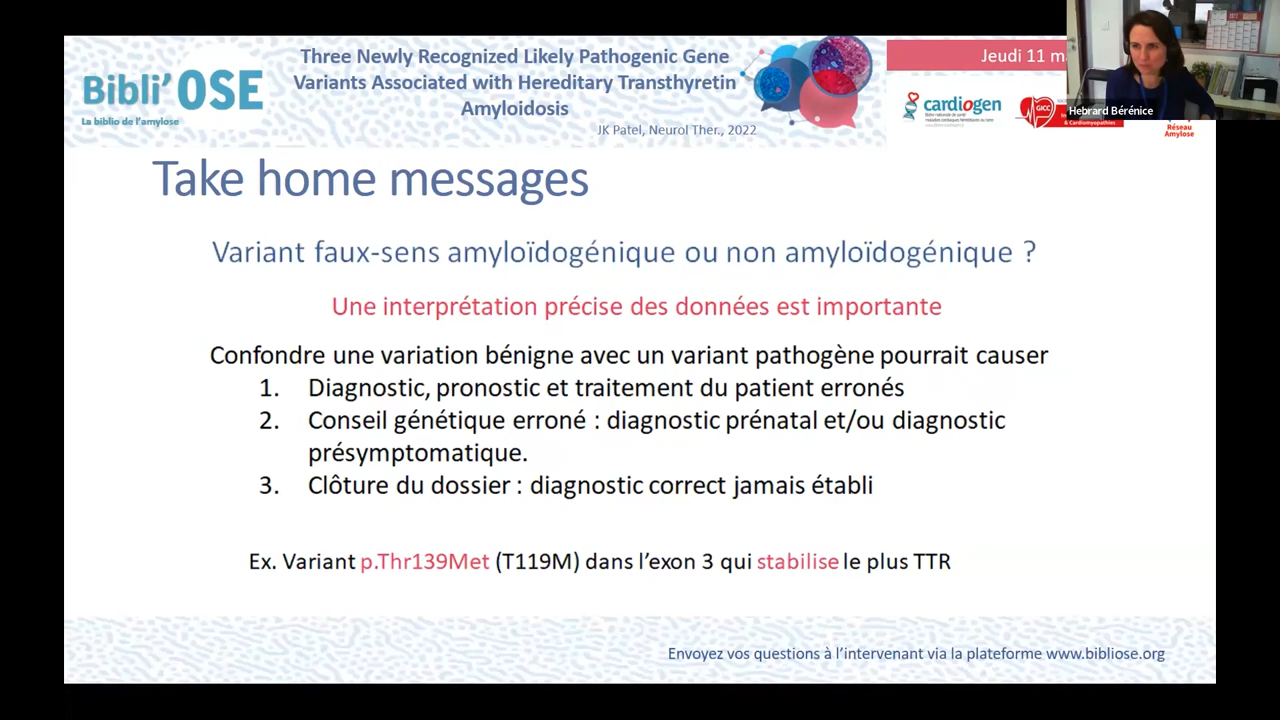 Three Newly Recognized Likely Pathogenic Gene
Variants Associated with Hereditary Transthyretin
Amyloidosis
JK Patel, Neurol Ther., 2022
Bibli'OSE
La biblio de l'amylose
Jeudi 11 ma
cardiogen
GICC
& Cardiomyopathies
Réseau
Amylose
Hebrard Bérénice
Take home messages
Variant faux-sens amyloïdogénique ou non amyloïdogénique ?
Une interprétation précise des données est importante
Confondre une variation bénigne avec un variant pathogène pourrait causer
1. Diagnostic, pronostic et traitement du patient erronés
2. Conseil génétique erroné : diagnostic prénatal et/ou diagnostic
présymptomatique.
3. Clôture du dossier : diagnostic correct jamais établi
Ex. Variant p.Thr139Met (T119M) dans l'exon 3 qui stabilise le plus TTR
Envoyez vos questions à l'intervenant via la plateforme www.bibliose.org